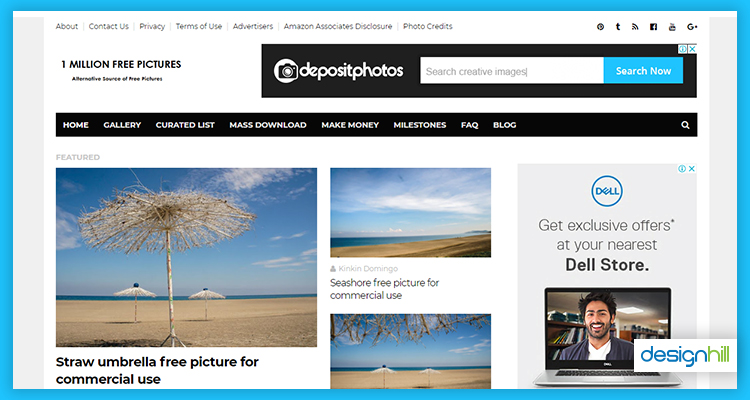 About Contact Us Privacy Terms of Use Advertisers Amazon Associates Disclosure Photo Credits
1 MILLION FREE PICTURES
Alternative Source of Free Pictures
depositphotos
Search creative images
Search Now
HOME GALLERY CURATED LIST MASS DOWNLOAD MAKE MONEY MILESTONES FAQ BLOG
FEATURED
Straw umbrella free picture for
commercial use
Kinkin Domingo
Seashore free picture for
commercial use
DELL
Get exclusive offers*
at your nearest
Dell Store.
DELL
designhill